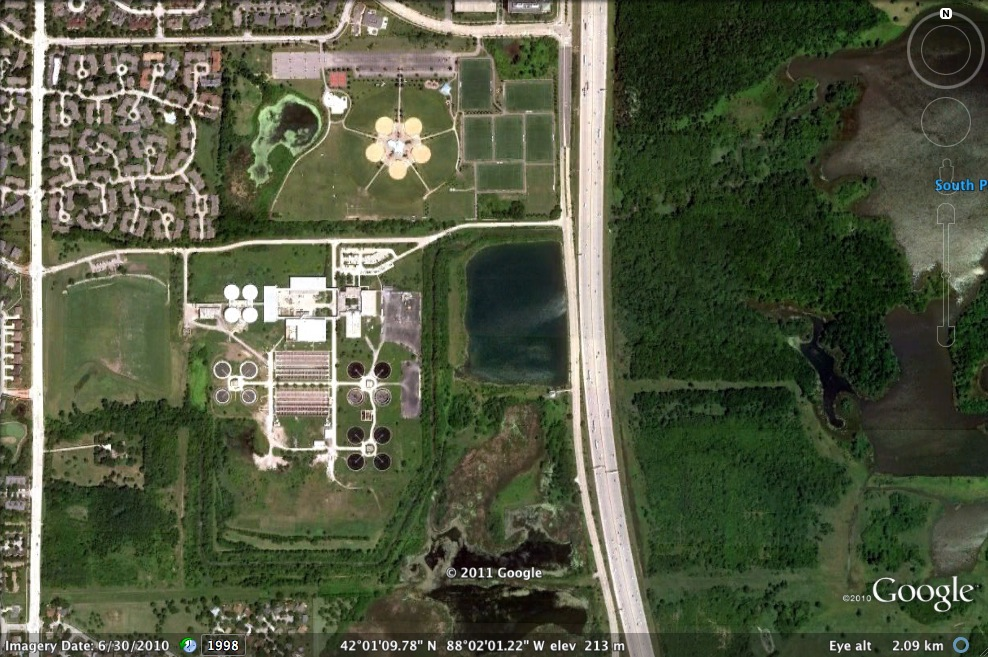 N
South P
© 2011 Google
©2010 Google
Imagery Date: 6/30/2010 1998 42°01'09.78" N 88°02'01.22" W elev 213 m Eye alt 2.09 km